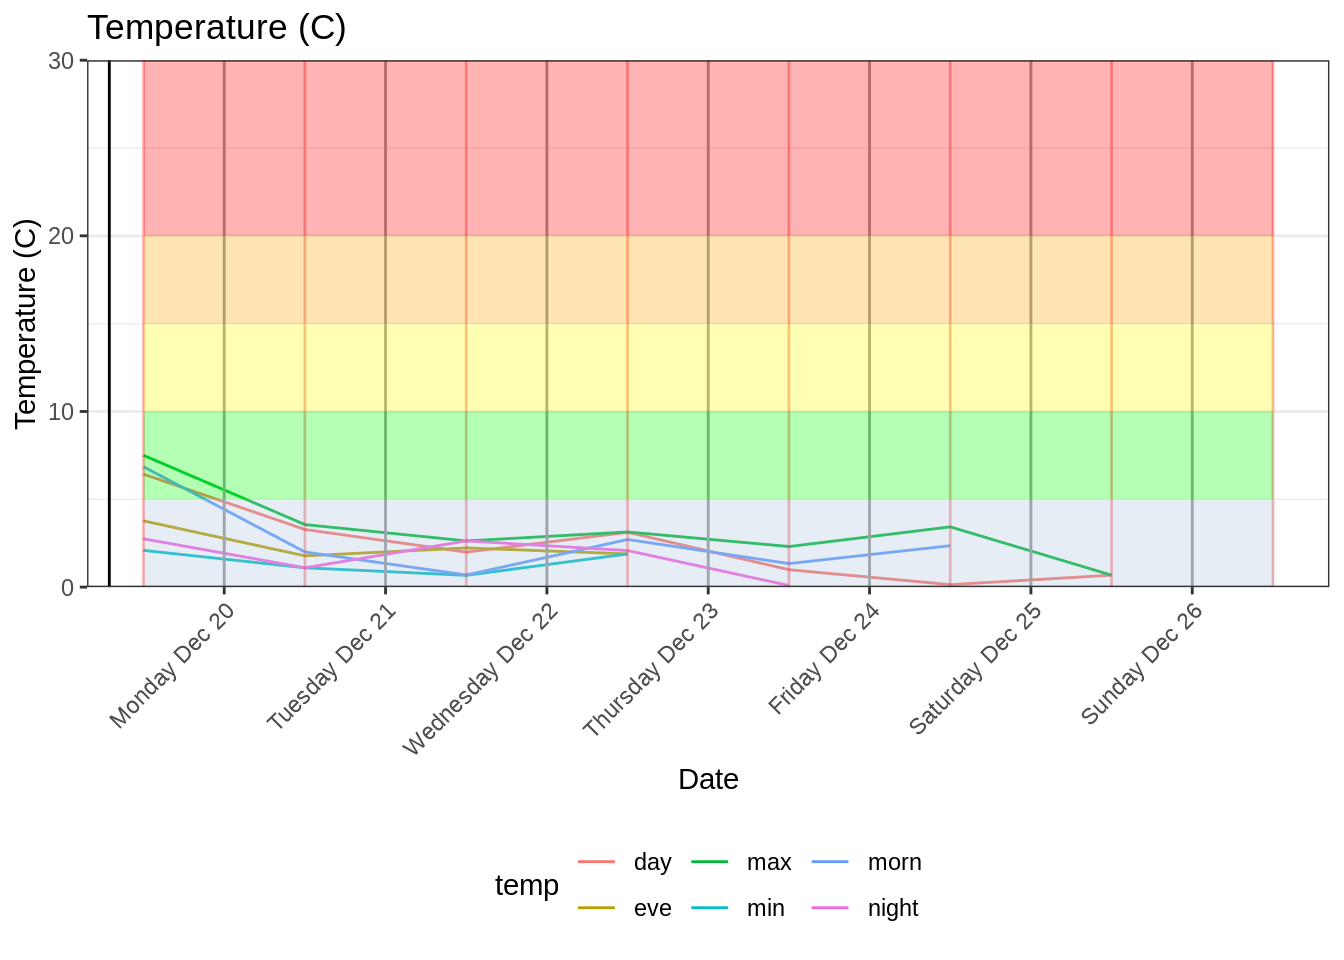 Temperature (C)
Temperature (C)
30
20
10
0
Monday Dec 20
Tuesday Dec 21
Wednesday Dec 22
Thursday Dec 23
Friday Dec 24
Saturday Dec 25
Sunday Dec 26
Date
temp
day
max
morn
eve
min
night